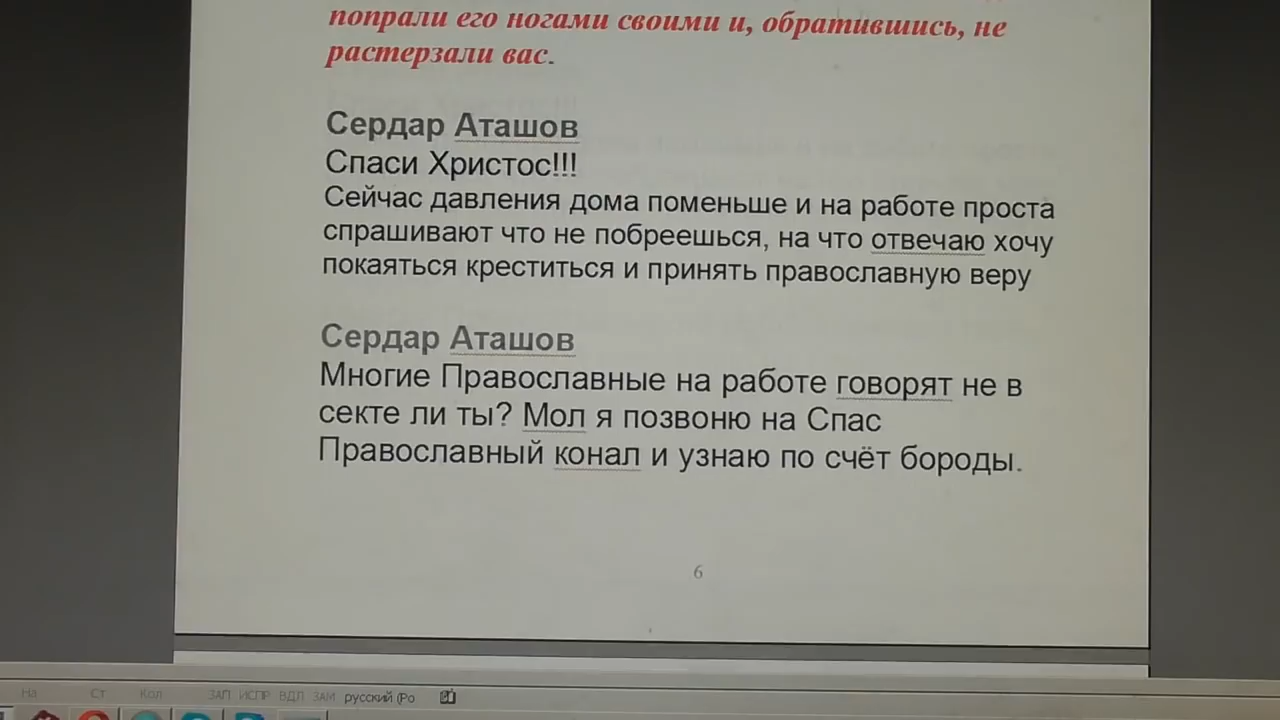 попрали его ногами своими и, обратившись, не
растерзали вас.
Сердар Аташов
Спаси Христос!!!
Сейчас давления дома поменьше и на работе проста
спрашивают что не побреешься, на что отвечаю хочу
покаяться креститься и принять православную веру
Сердар Аташов
Многие Православные на работе говорят не в
секте ли ты? Мол я позвоню на Спас
Православный конал и узнаю по счёт бороды.
6
На Ст Кол ЗАП ИСПР ВДЛ ЗАМ русский (Ро